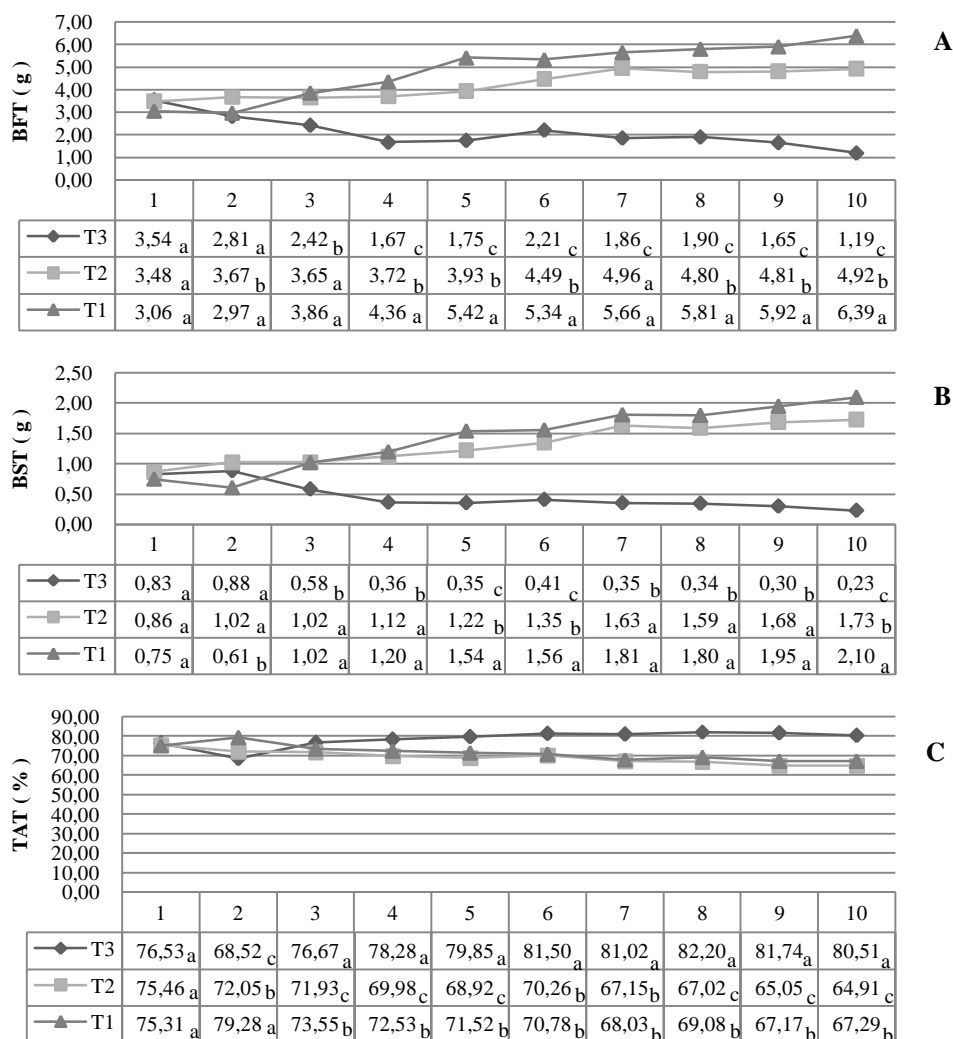 A
BFT ( g )
7,00
6,00
5,00
4,00
3,00
2,00
1,00
0,00
1 2 3 4 5 6 7 8 9 10
T3 3,54 a 2,81 a 2,42 b 1,67 c 1,75 c 2,21 c 1,86 c 1,90 c 1,65 c 1,19 c
T2 3,48 a 3,67 b 3,65 a 3,72 b 3,93 b 4,49 b 4,96 a 4,80 b 4,81 b 4,92 b
T1 3,06 a 2,97 a 3,86 a 4,36 a 5,42 a 5,34 a 5,66 a 5,81 a 5,92 a 6,39 a
B
BST ( g )
2,50
2,00
1,50
1,00
0,50
0,00
1 2 3 4 5 6 7 8 9 10
T3 0,83 a 0,88 a 0,58 b 0,36 b 0,35 c 0,41 c 0,35 b 0,34 b 0,30 b 0,23 c
T2 0,86 a 1,02 a 1,02 a 1,12 a 1,22 b 1,35 b 1,63 a 1,59 a 1,68 a 1,73 b
T1 0,75 a 0,61 b 1,02 a 1,20 a 1,54 a 1,56 a 1,81 a 1,80 a 1,95 a 2,10 a
C
TAT ( % )
90,00
80,00
70,00
60,00
50,00
40,00
30,00
20,00
10,00
0,00
1 2 3 4 5 6 7 8 9 10
T3 76,53 a 68,52 c 76,67 a 78,28 a 79,85 a 81,50 a 81,02 a 82,20 a 81,74 a 80,51 a
T2 75,46 a 72,05 b 71,93 c 69,98 c 68,92 c 70,26 b 67,15 b 67,02 c 65,05 c 64,91 c
T1 75,31 a 79,28 a 73,55 b 72,53 b 71,52 b 70,78 b 68,03 b 69,08 b 67,17 b 67,29 b